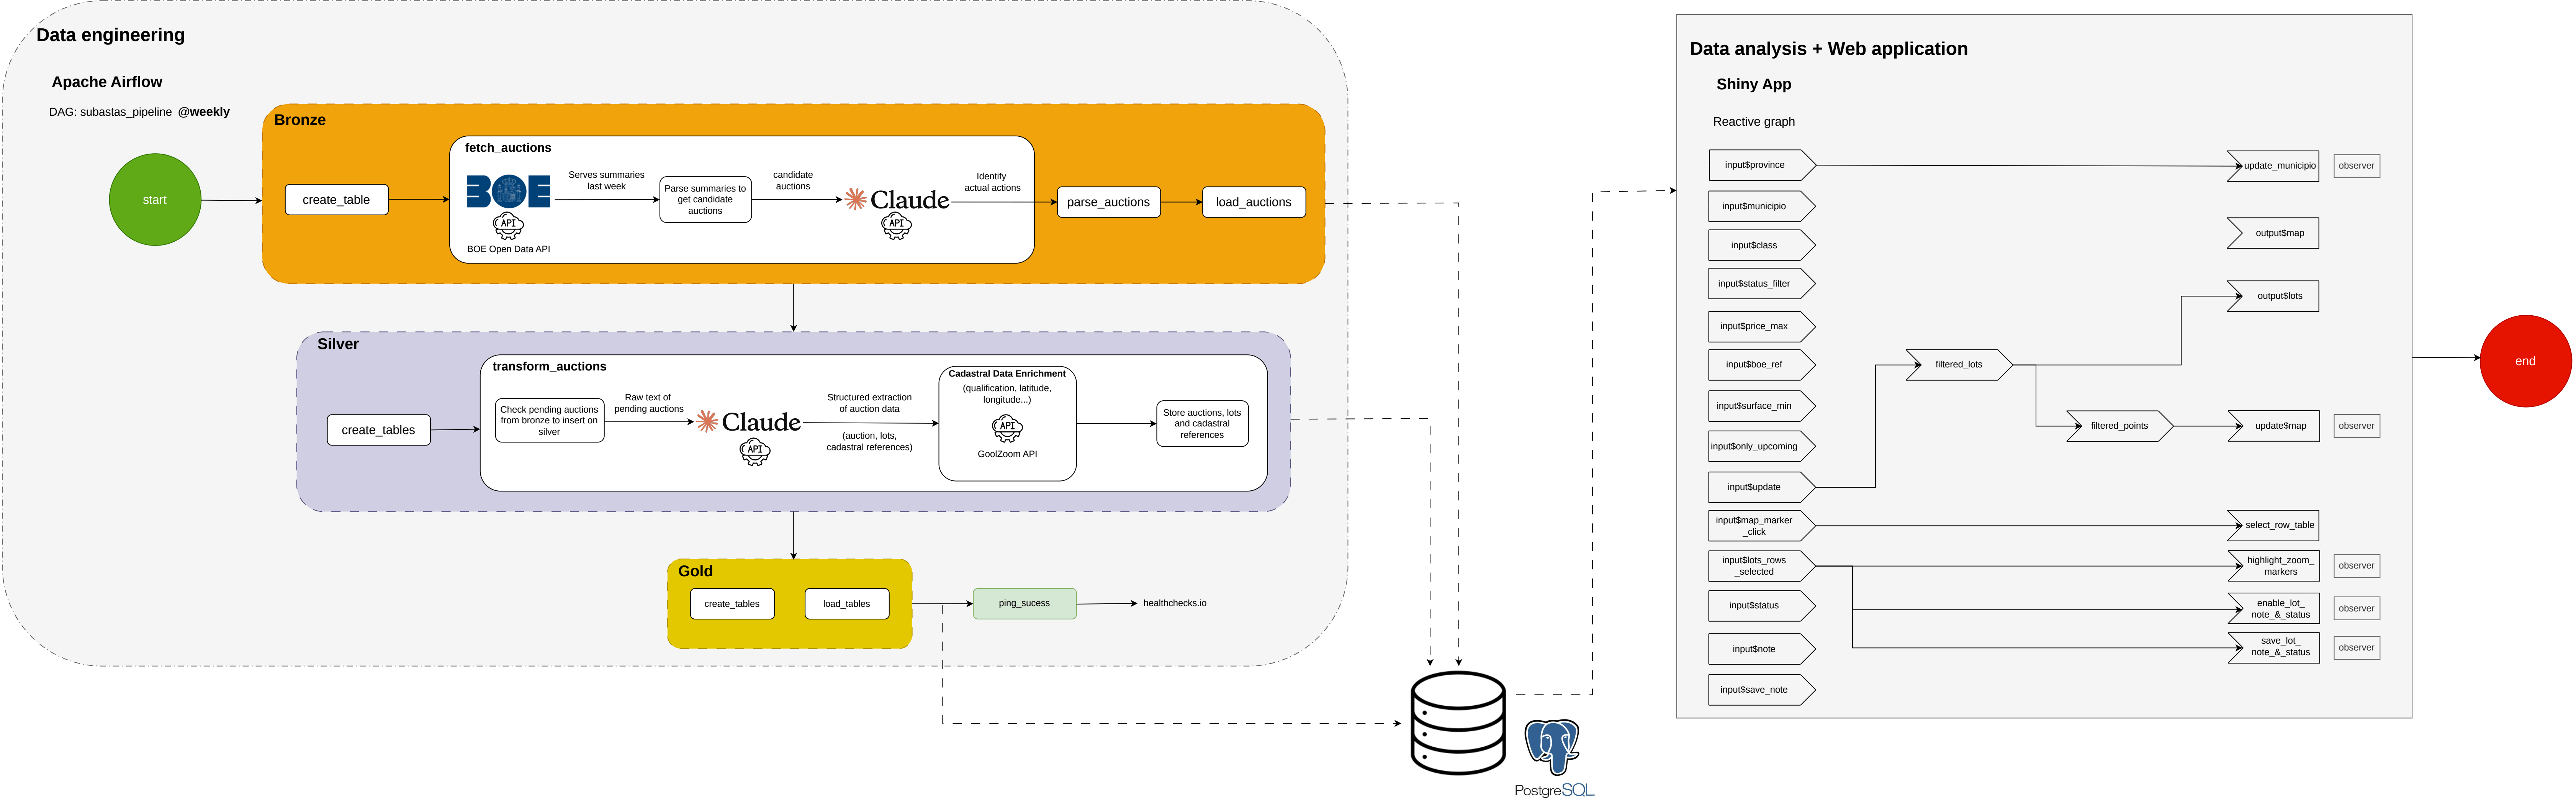 Data engineering
Apache Airflow
DAG: subastas_pipeline @weekly
start
Bronze
create_table
fetch_auctions
BOE
API
BOE Open Data API
Serves summaries
last week
Parse summaries to
get candidate
auctions
candidate
auctions
Claude
API
Identify
actual actions
parse_auctions
load_auctions
Silver
create_tables
transform_auctions
Check pending auctions
from bronze to insert on
silver
Raw text of
pending auctions
Claude
API
Structured extraction
of auction data
(auction, lots,
cadastral references)
Cadastral Data Enrichment
(qualification, latitude,
longitude...)
API
GoolZoom API
Store auctions, lots
and cadastral
references
Gold
create_tables
load_tables
ping_sucess
healthchecks.io
PostgreSQL
Data analysis + Web application
Shiny App
Reactive graph
input$province
input$municipio
input$class
input$status_filter
input$price_max
input$boe_ref
input$surface_min
input$only_upcoming
input$update
input$map_marker
_click
input$lots_rows
_selected
input$status
input$note
input$save_note
filtered_lots
filtered_points
update_municipio
observer
output$map
output$lots
update$map
observer
select_row_table
highlight_zoom_
markers
observer
enable_lot_
note_&_status
observer
save_lot_
note_&_status
observer
end